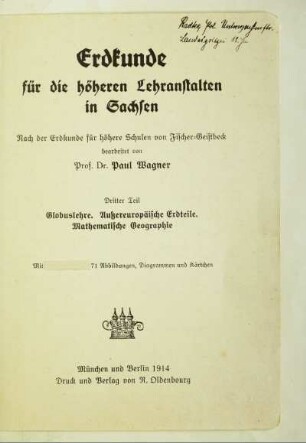 Erdkunde
für die höheren Lehranstalten
in Sachsen
Nach der Erdkunde für höhere Schulen von Fischer-Geistbeck
bearbeitet von
Prof. Dr. Paul Wagner
Dritter Teil
Globuslehre. Außereuropäische Erdteile.
Mathematische Geographie
Mit 71 Abbildungen, Diagrammen und Kärtchen
München und Berlin 1914
Druck und Verlag von R. Oldenbourg